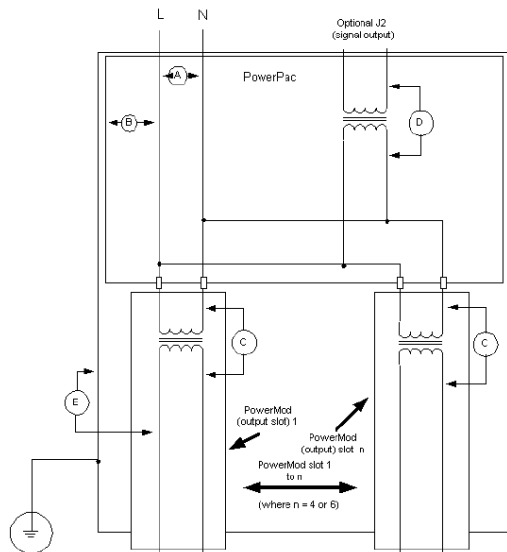 L
N
Optional J2
(signal output)
A
PowerPac
B
D
C
C
E
PowerMod
(output slot) 1
PowerMod
(output) slot n
PowerMod slot 1
to n
(where n = 4 or 6)